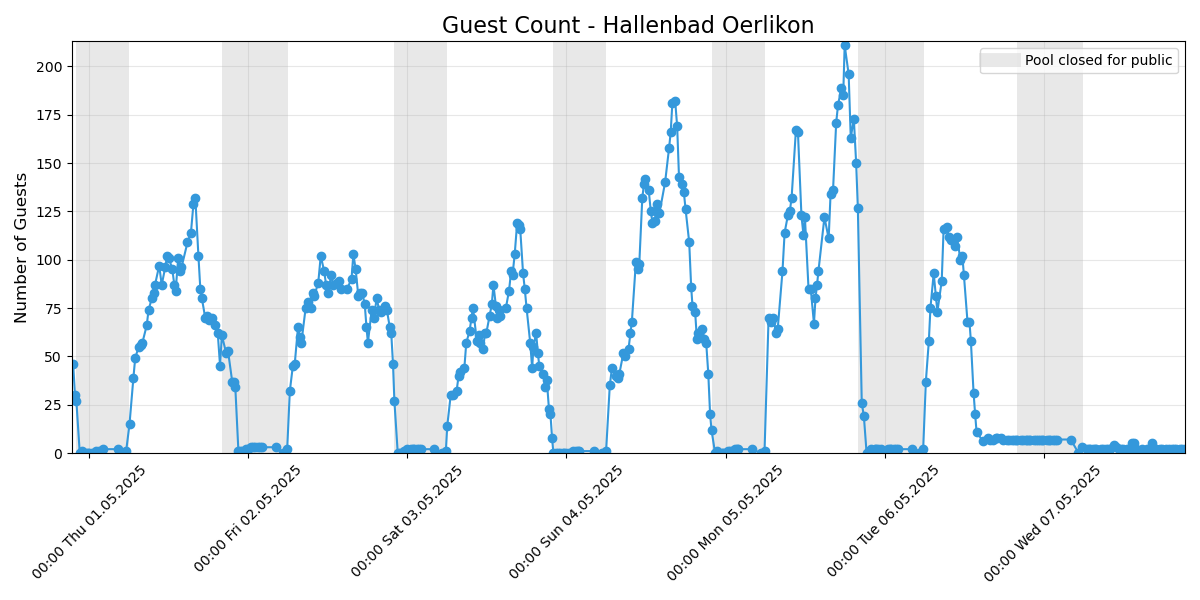 Guest Count - Hallenbad Oerlikon
Pool closed for public
Number of Guests
200
175
150
125
100
75
50
25
0
00:00 Thu 01.05.2025
00:00 Fri 02.05.2025
00:00 Sat 03.05.2025
00:00 Sun 04.05.2025
00:00 Mon 05.05.2025
00:00 Tue 06.05.2025
00:00 Wed 07.05.2025